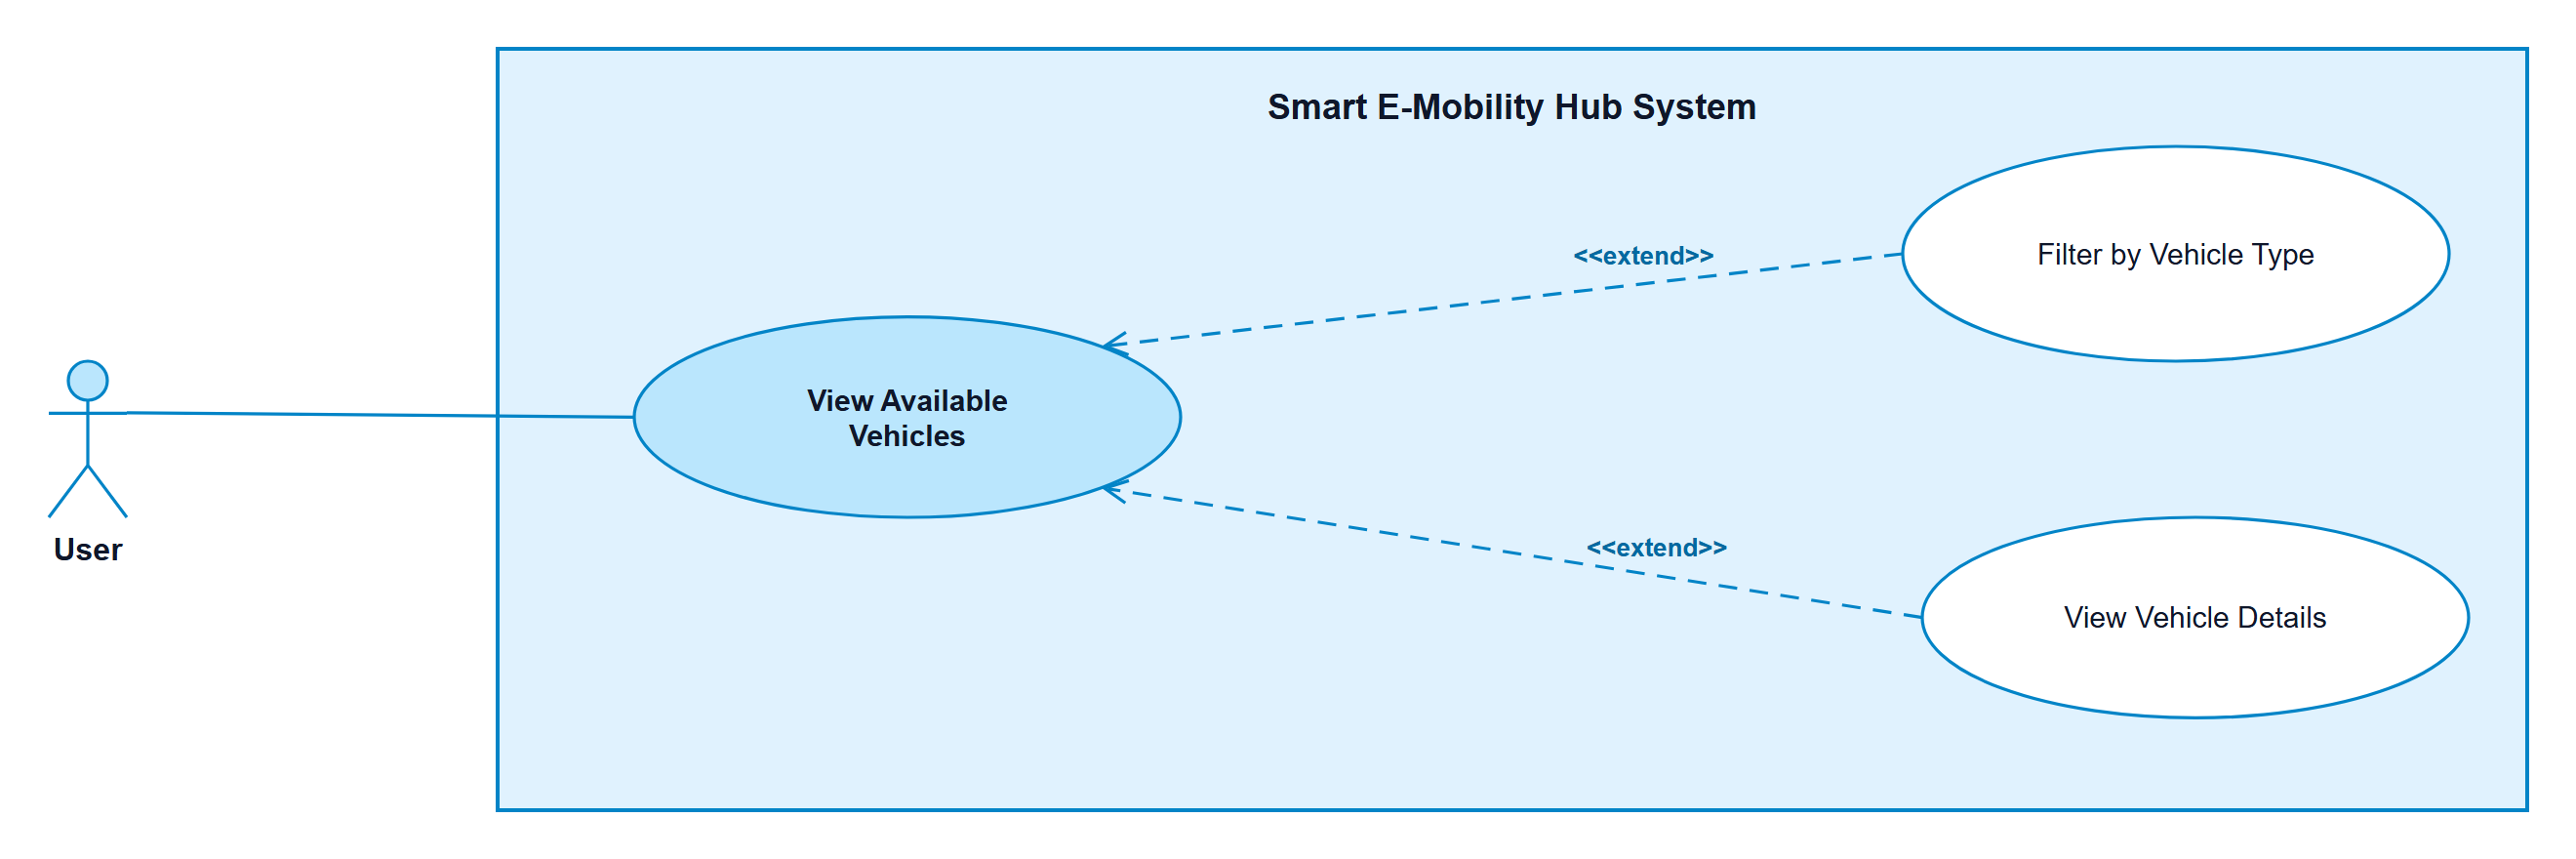 Smart E-Mobility Hub System
<<extend>>
Filter by Vehicle Type
View Available
Vehicles
User
<<extend>>
View Vehicle Details